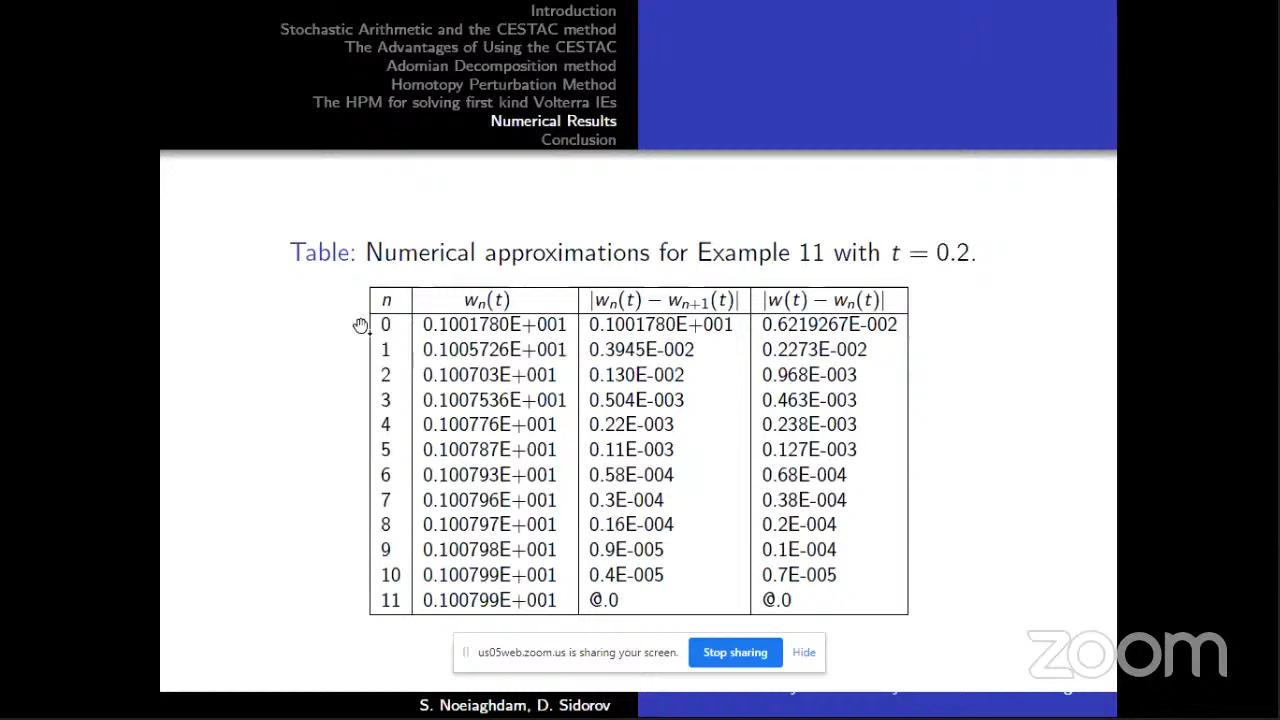 Introduction
Stochastic Arithmetic and the CESTAC method
The Advantages of Using the CESTAC
Adomian Decomposition method
Homotopy Perturbation Method
The HPM for solving first kind Volterra IEs
Numerical Results
Conclusion
Table: Numerical approximations for Example 11 with t = 0.2.
n wₙ(t) |wₙ(t) − wₙ₊₁(t)| |w(t) − wₙ(t)|
0 0.1001780E+001 0.1001780E+001 0.6219267E-002
1 0.1005726E+001 0.3945E-002 0.2273E-002
2 0.100703E+001 0.130E-002 0.968E-003
3 0.1007536E+001 0.504E-003 0.463E-003
4 0.100776E+001 0.22E-003 0.238E-003
5 0.100787E+001 0.11E-003 0.127E-003
6 0.100793E+001 0.58E-004 0.68E-004
7 0.100796E+001 0.3E-004 0.38E-004
8 0.100797E+001 0.16E-004 0.2E-004
9 0.100798E+001 0.9E-005 0.1E-004
10 0.100799E+001 0.4E-005 0.7E-005
11 0.100799E+001 @.0 @.0
us05web.zoom.us is sharing your screen. Stop sharing Hide
zoom
S. Noeiaghdam, D. Sidorov